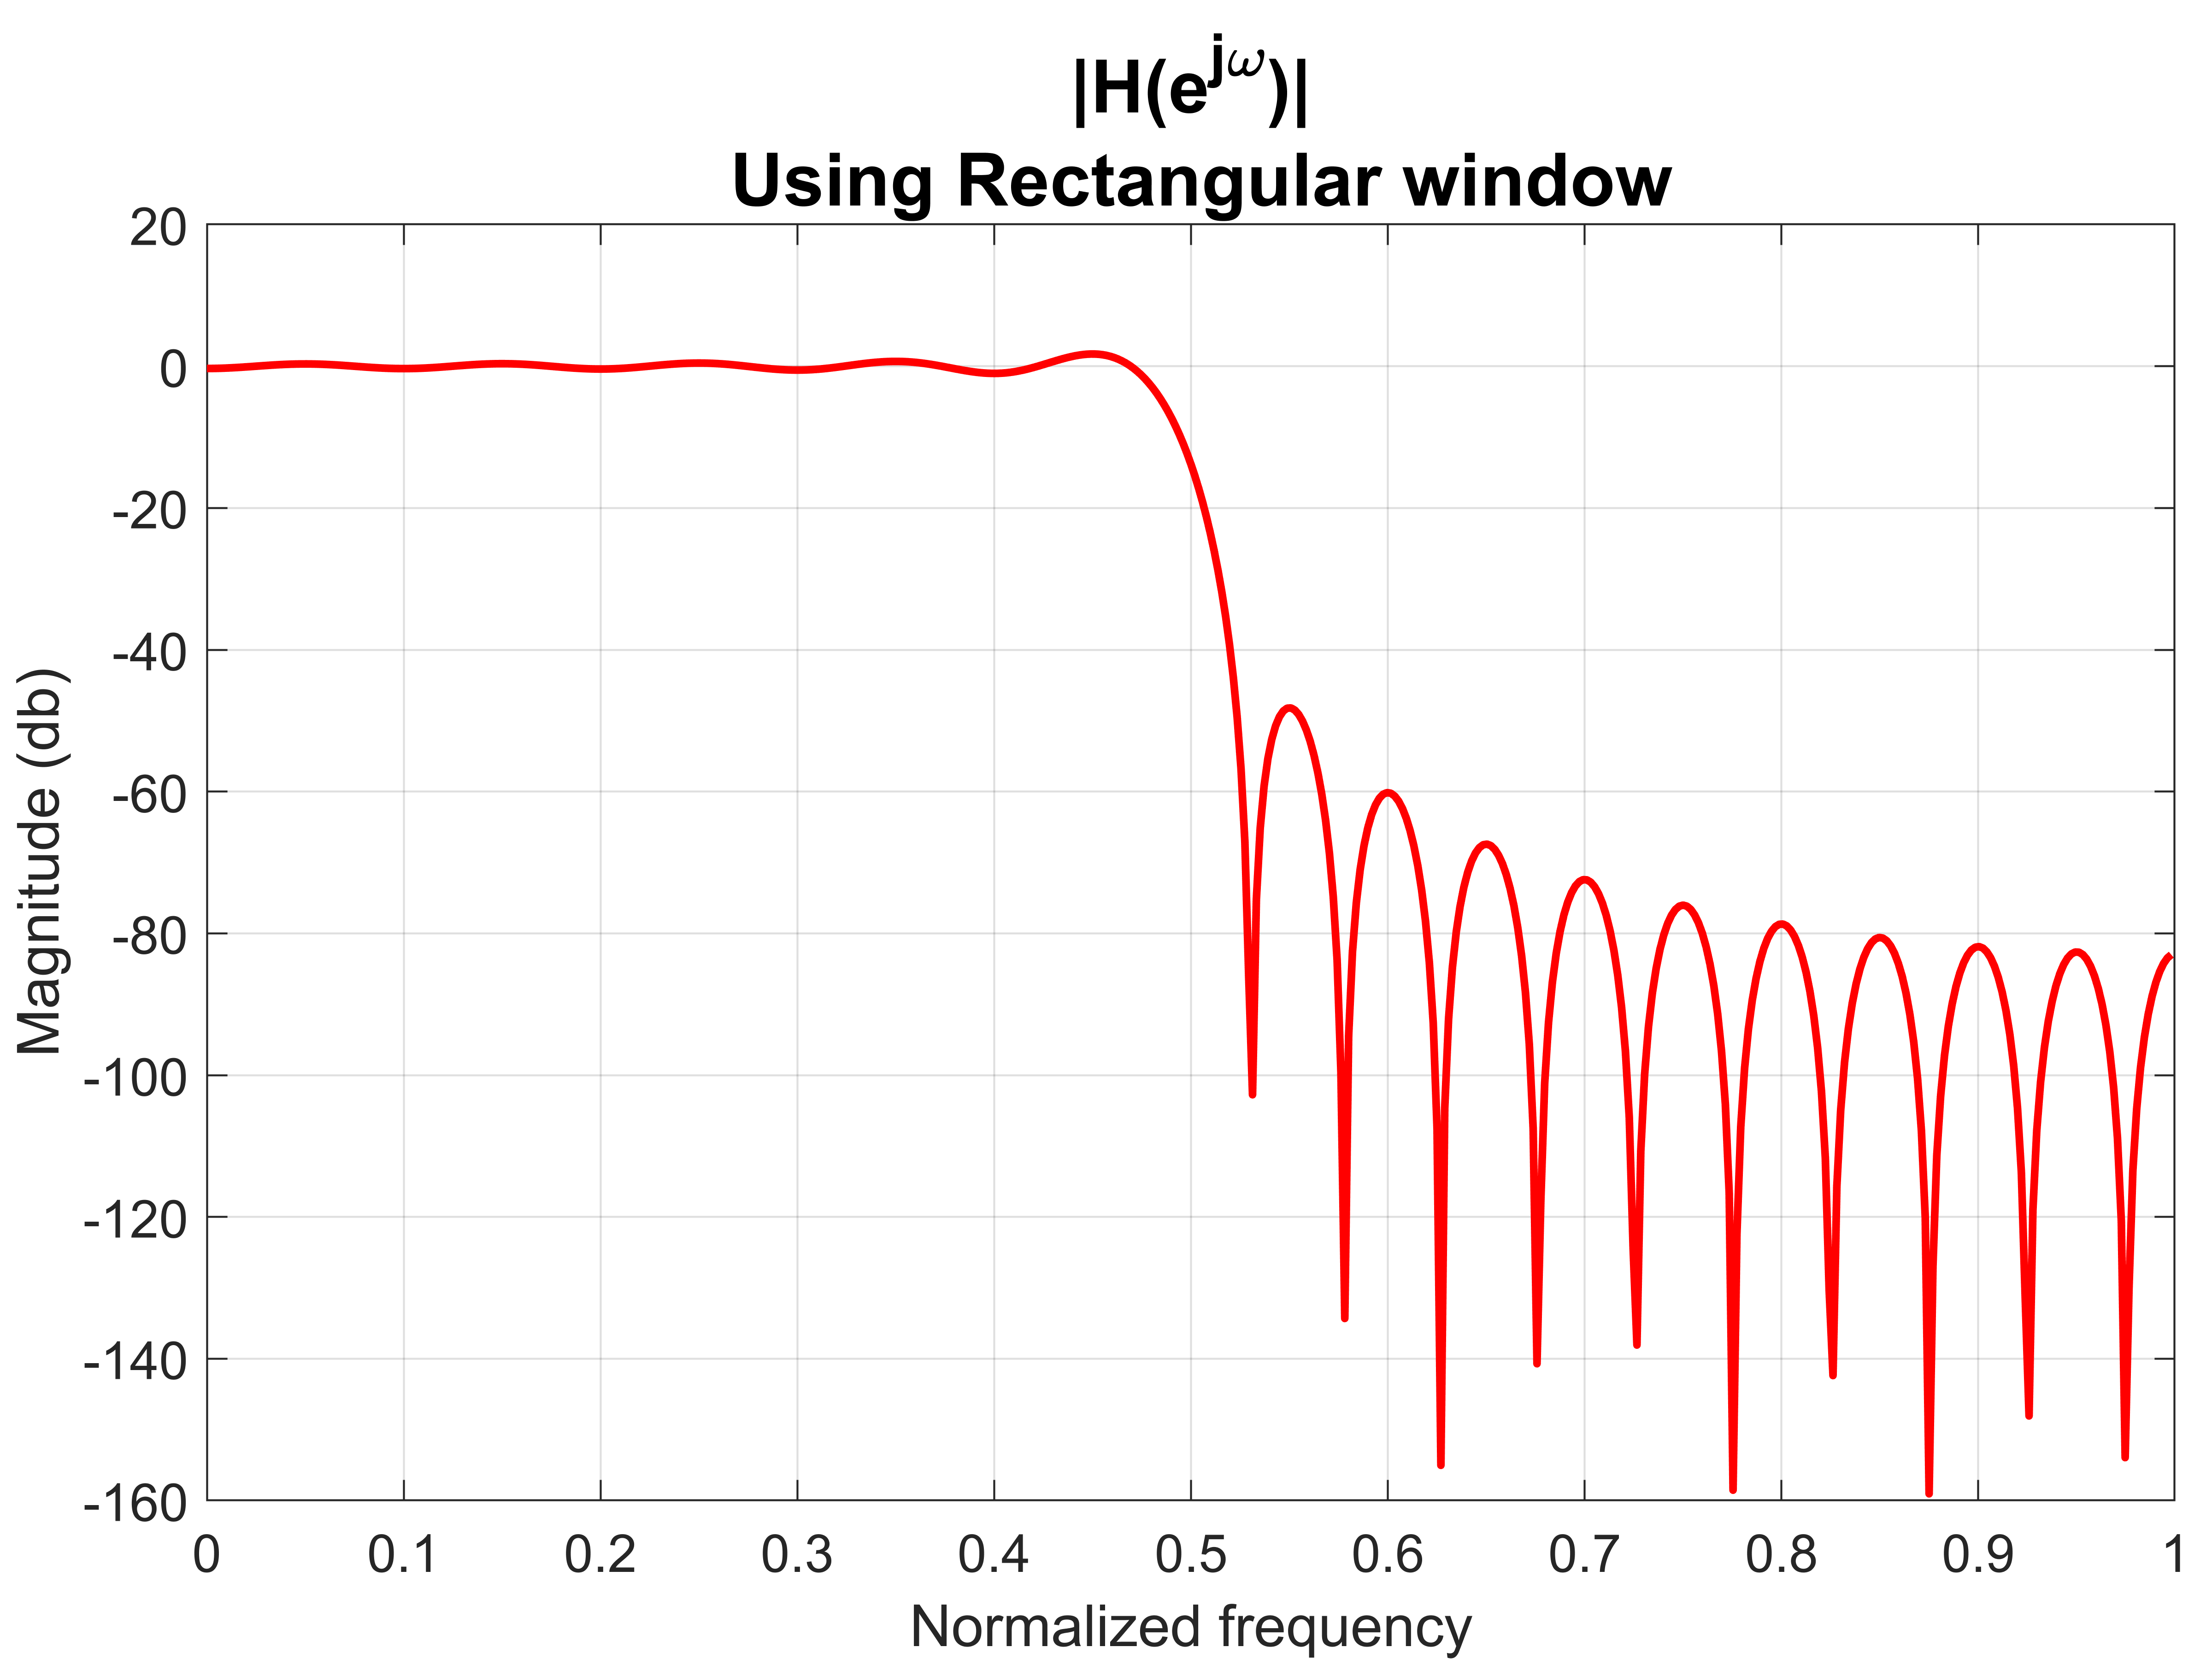 |H(e^{jω})|
Using Rectangular window
20
0
-20
-40
-60
-80
-100
-120
-140
-160
Magnitude (db)
0 0.1 0.2 0.3 0.4 0.5 0.6 0.7 0.8 0.9 1
Normalized frequency